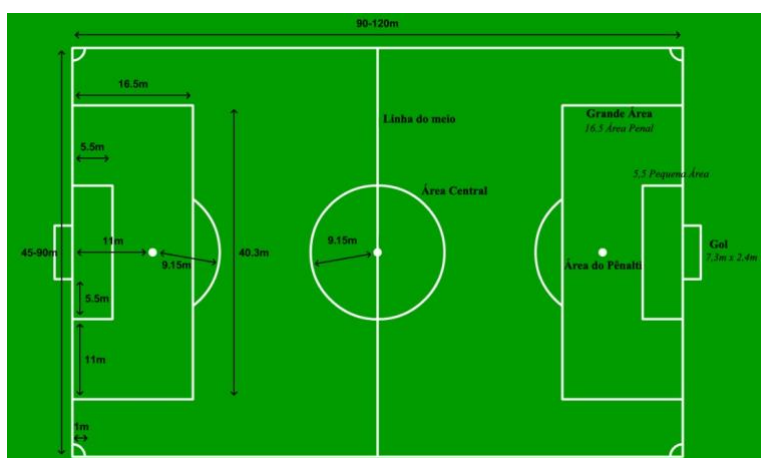 90-120m
16.5m
Grande Área
16,5 Área Penal
Linha do meio
5.5m
5,5 Pequena Área
Área Central
11m
9.15m
Gol
7,3m x 2,4m
45-90m
40.3m
9.15m
Área do Pênalti
5.5m
11m
1m